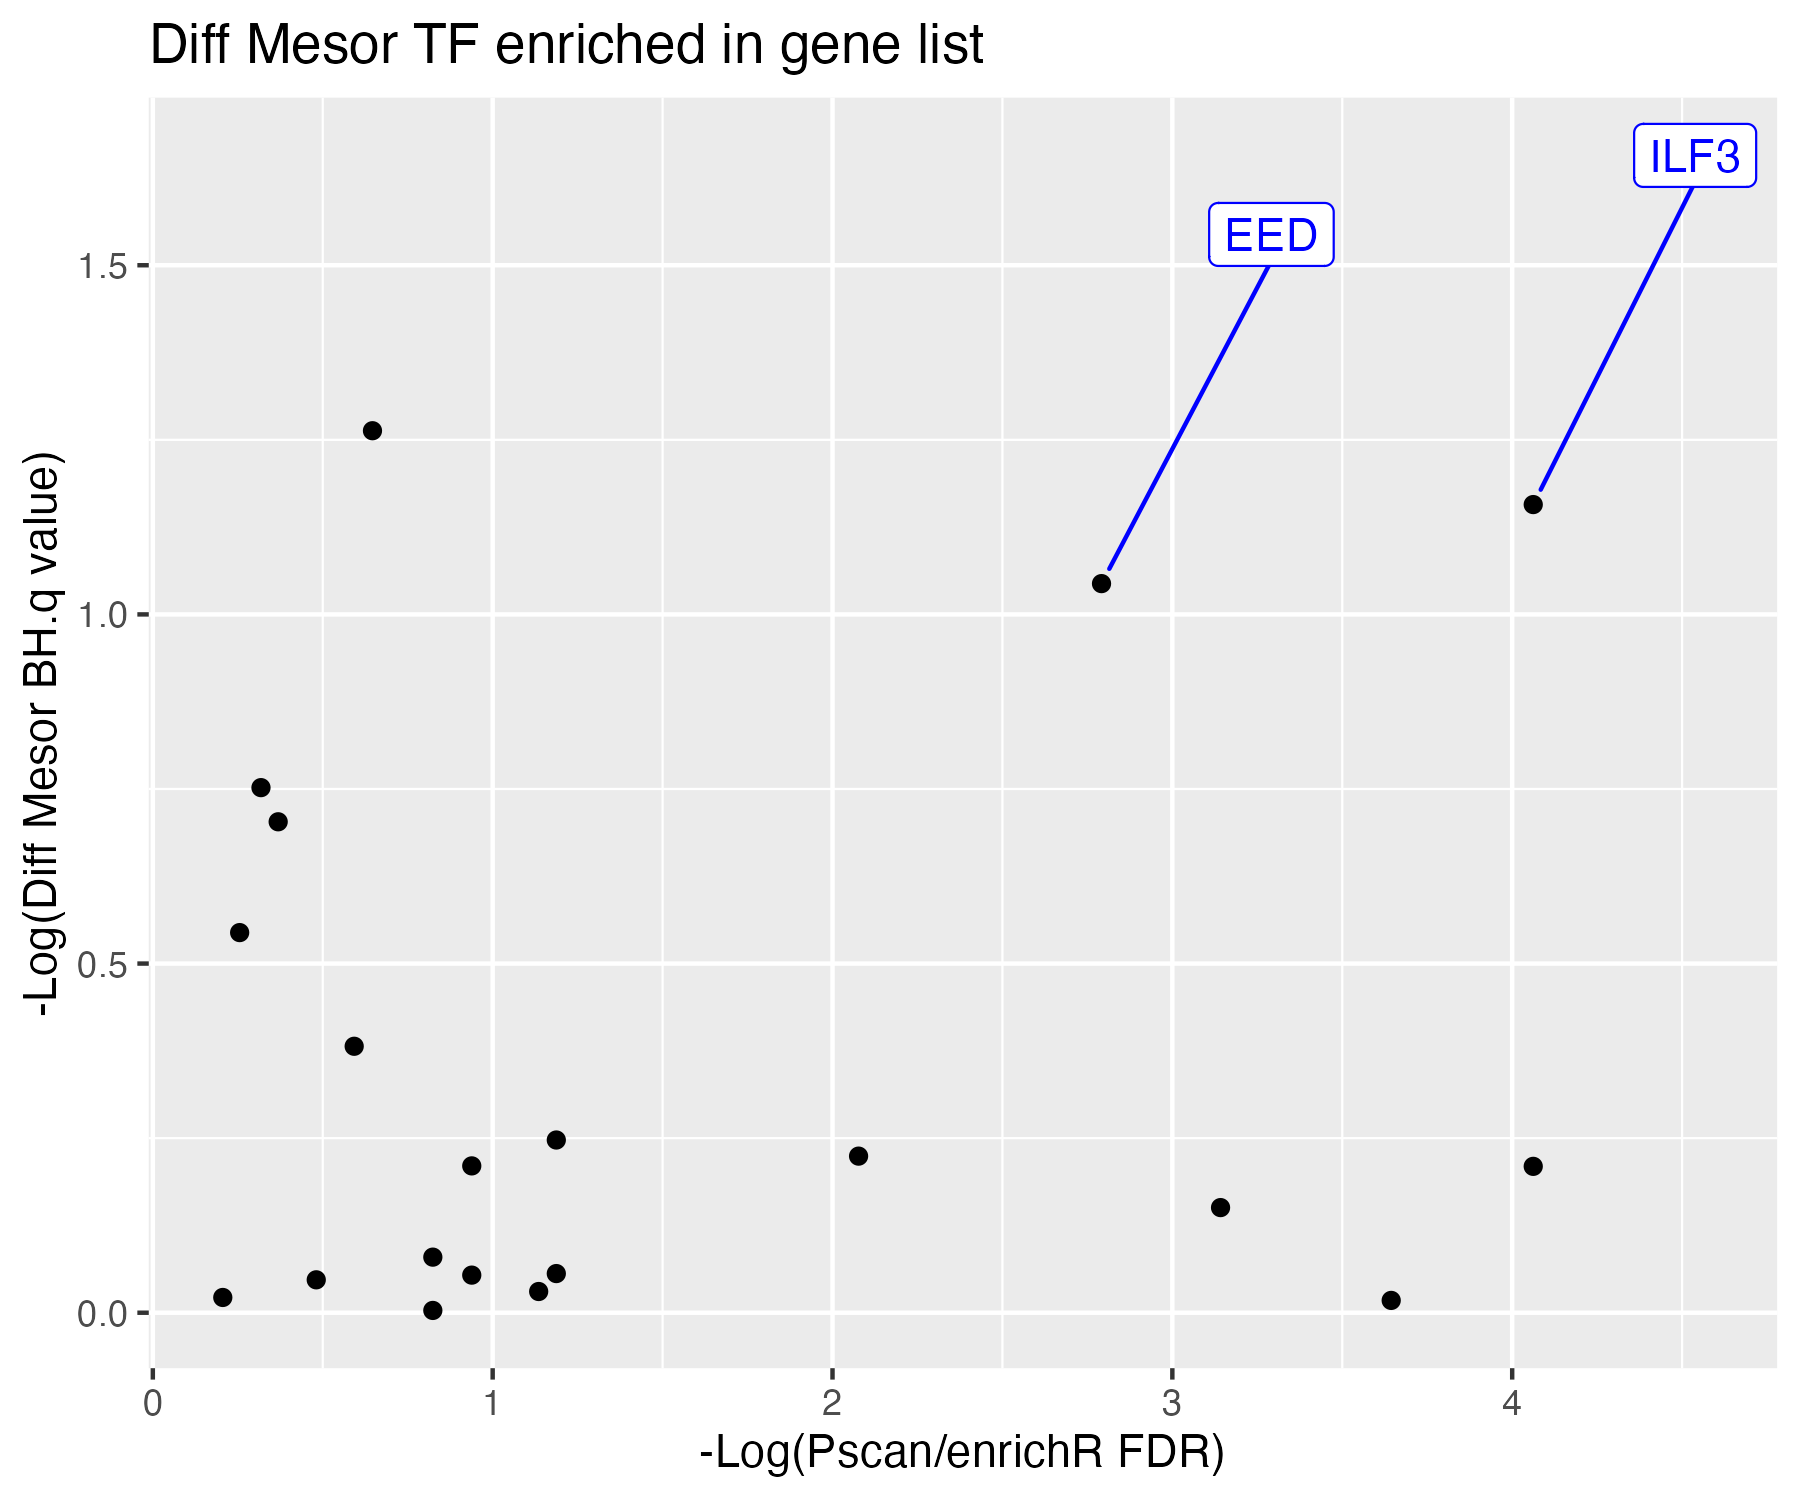 Diff Mesor TF enriched in gene list
ILF3
EED
1.5
1.0
0.5
0.0
-Log(Diff Mesor BH.q value)
0 1 2 3 4
-Log(Pscan/enrichR FDR)